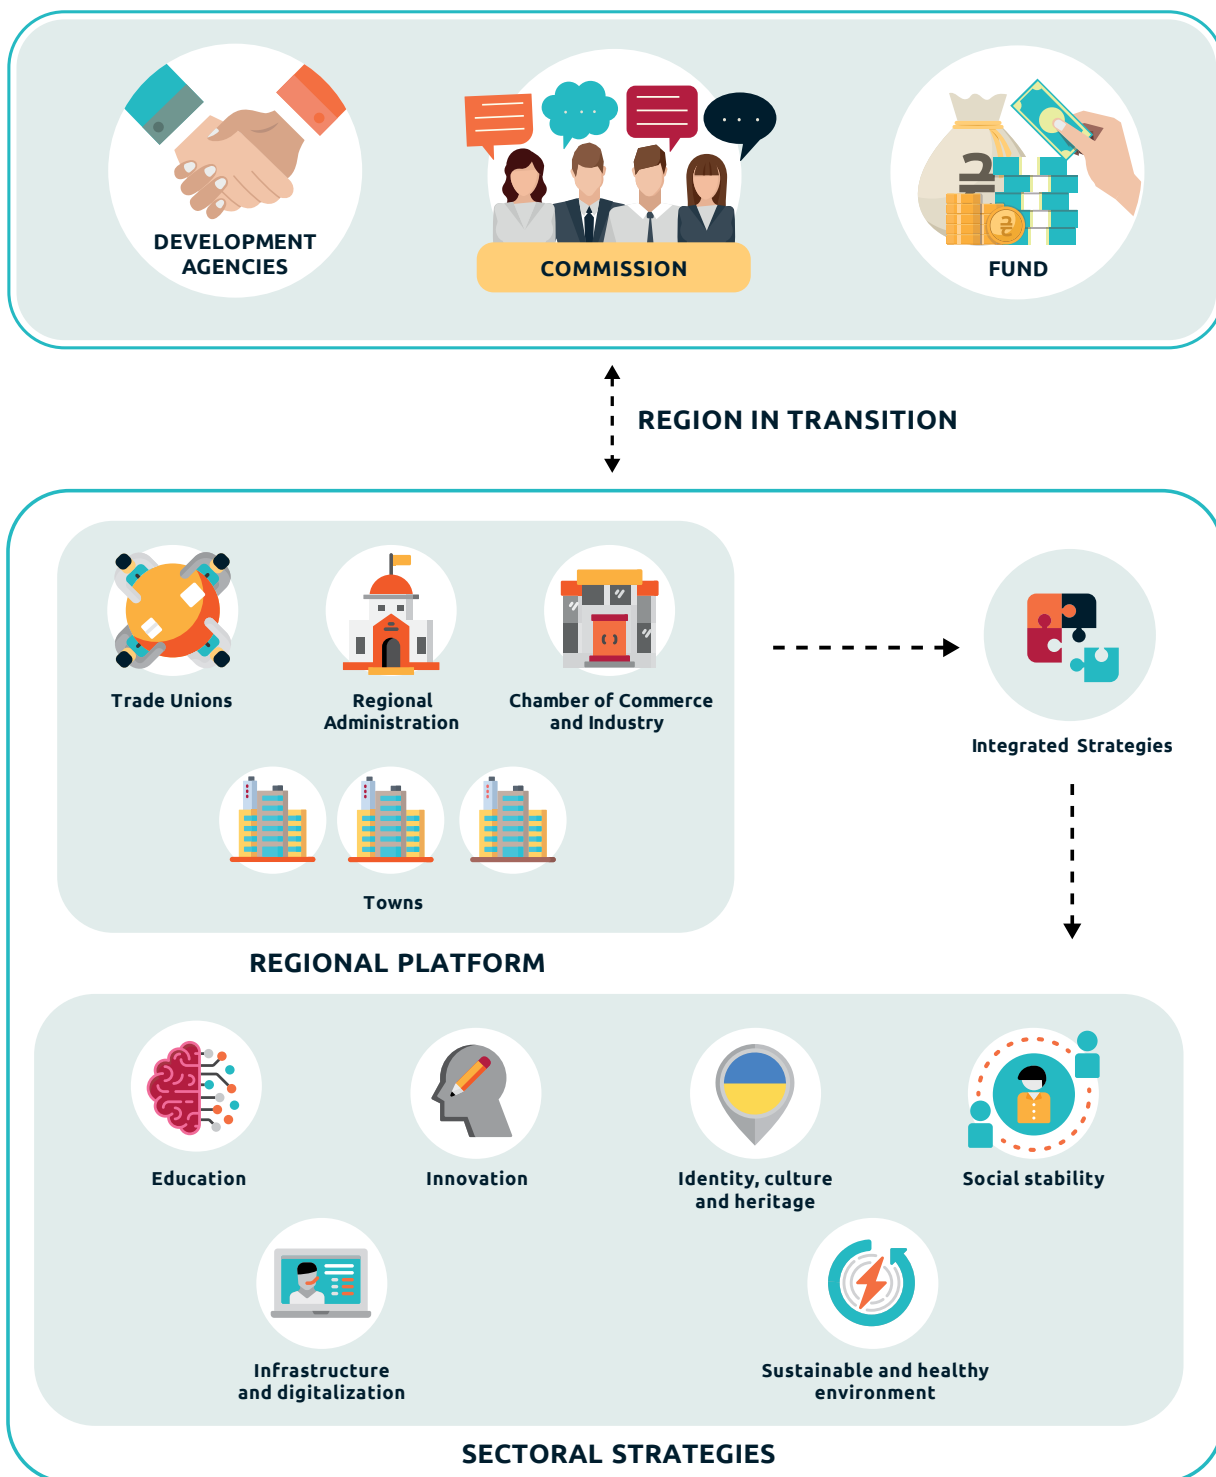 DEVELOPMENT
AGENCIES
COMMISSION
FUND
REGION IN TRANSITION
Trade Unions
Regional
Administration
Chamber of Commerce
and Industry
Integrated Strategies
Towns
REGIONAL PLATFORM
Education
Innovation
Identity, culture
and heritage
Social stability
Infrastructure
and digitalization
Sustainable and healthy
environment
SECTORAL STRATEGIES